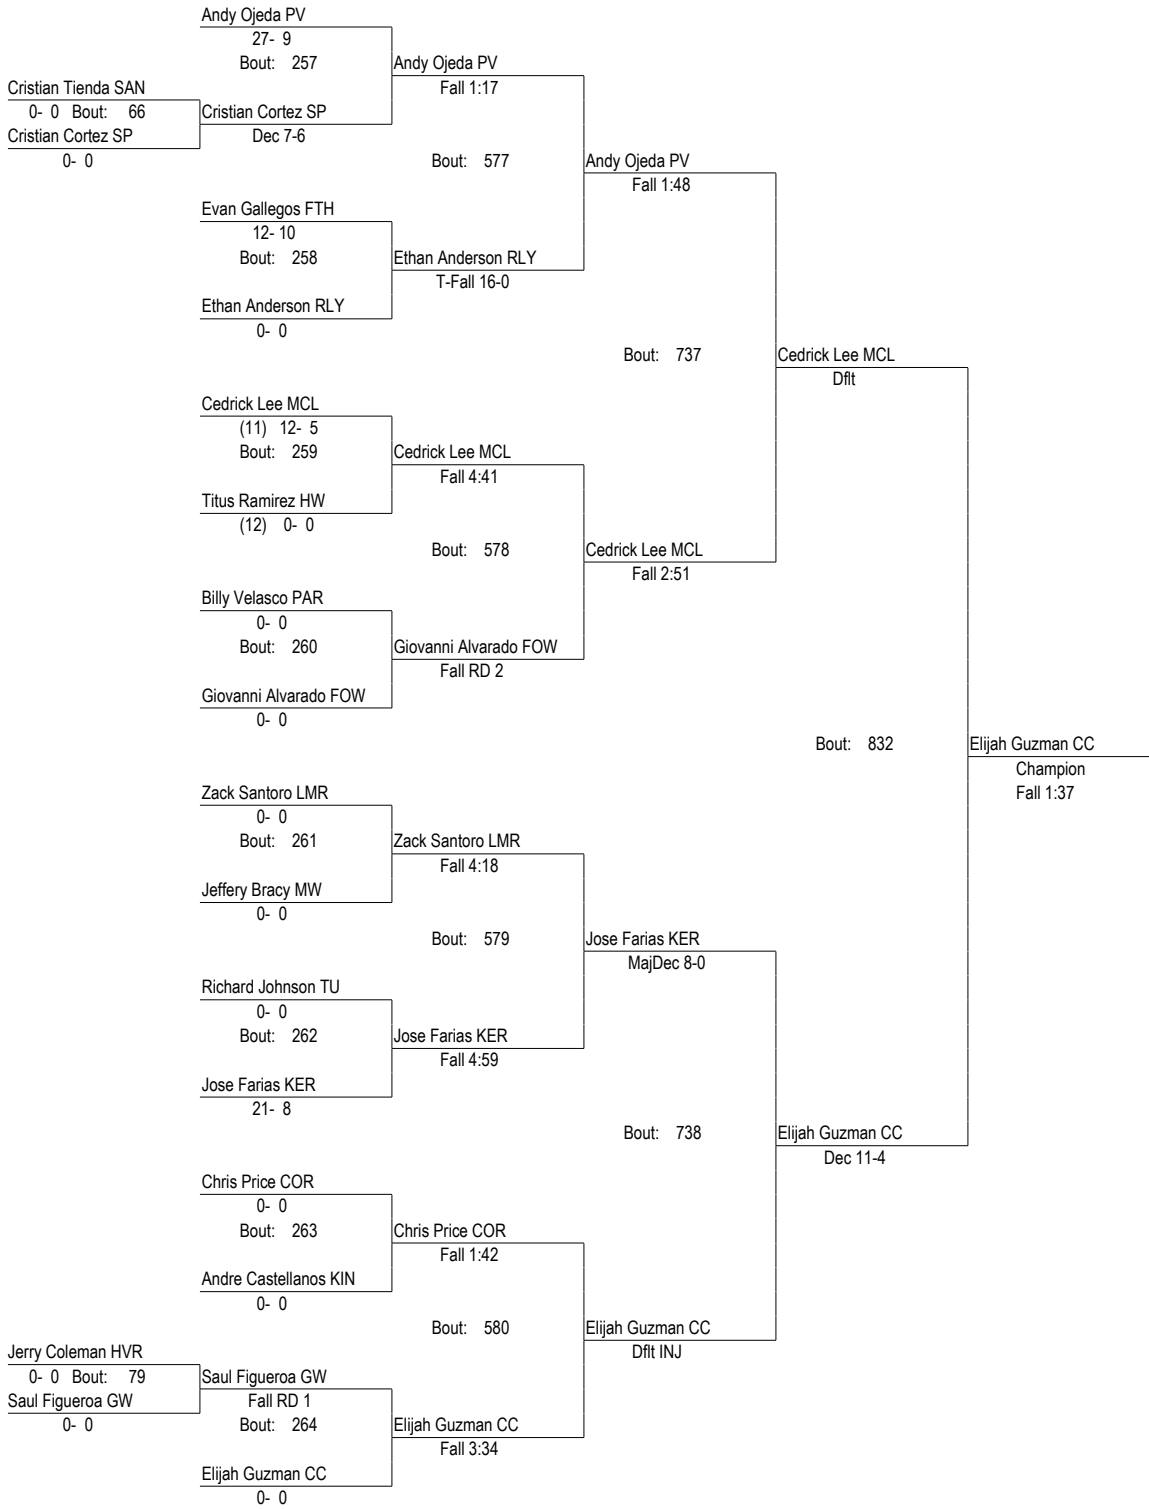 Andy Ojeda PV
27- 9
Bout: 257
Andy Ojeda PV
Fall 1:17
Cristian Tienda SAN
0- 0 Bout: 66
Cristian Cortez SP
Cristian Cortez SP
Dec 7-6
0- 0
Bout: 577
Andy Ojeda PV
Fall 1:48
Evan Gallegos FTH
12- 10
Bout: 258
Ethan Anderson RLY
T-Fall 16-0
Ethan Anderson RLY
0- 0
Bout: 737
Cedrick Lee MCL
Dflt
Cedrick Lee MCL
(11) 12- 5
Bout: 259
Cedrick Lee MCL
Fall 4:41
Titus Ramirez HW
(12) 0- 0
Bout: 578
Cedrick Lee MCL
Fall 2:51
Billy Velasco PAR
0- 0
Bout: 260
Giovanni Alvarado FOW
Fall RD 2
Giovanni Alvarado FOW
0- 0
Bout: 832
Elijah Guzman CC
Champion
Fall 1:37
Zack Santoro LMR
0- 0
Bout: 261
Zack Santoro LMR
Fall 4:18
Jeffery Bracy MW
0- 0
Bout: 579
Jose Farias KER
MajDec 8-0
Richard Johnson TU
0- 0
Bout: 262
Jose Farias KER
Fall 4:59
Jose Farias KER
21- 8
Bout: 738
Elijah Guzman CC
Dec 11-4
Chris Price COR
0- 0
Bout: 263
Chris Price COR
Fall 1:42
Andre Castellanos KIN
0- 0
Bout: 580
Elijah Guzman CC
Dflt INJ
Jerry Coleman HVR
0- 0 Bout: 79
Saul Figueroa GW
Saul Figueroa GW
0- 0
Fall RD 1
Bout: 264
Elijah Guzman CC
Fall 3:34
Elijah Guzman CC
0- 0